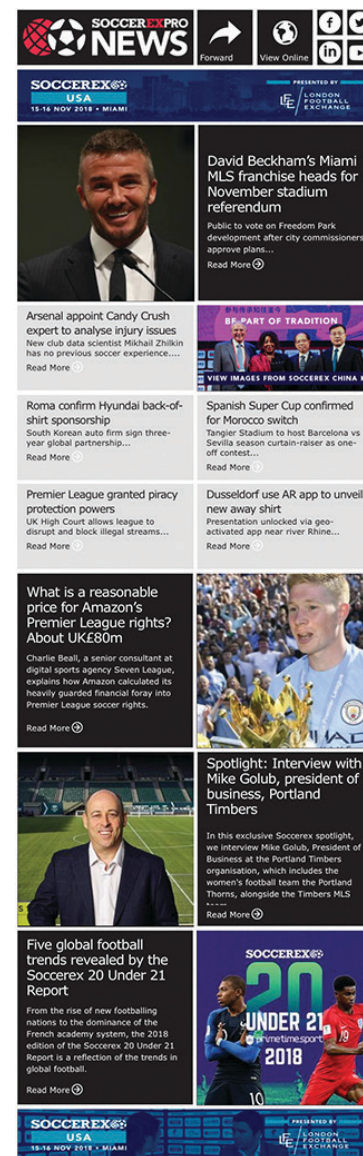 SOCCEREXPRO
NEWS
Forward
View Online
f
in
SOCCEREX
USA
15-16 NOV 2018 • MIAMI
PRESENTED BY
LFE
LONDON
FOOTBALL
EXCHANGE
David Beckham's Miami
MLS franchise heads for
November stadium
referendum
Public to vote on Freedom Park
development after city commissioners
approve plans...
Read More
Arsenal appoint Candy Crush
expert to analyse injury issues
New club data scientist Mikhail Zhilkin
has no previous soccer experience....
Read More
BE PART OF TRADITION
VIEW IMAGES FROM SOCCEREX CHINA
Roma confirm Hyundai back-of-
shirt sponsorship
South Korean auto firm sign three-
year global partnership...
Read More
Spanish Super Cup confirmed
for Morocco switch
Tangier Stadium to host Barcelona vs
Sevilla season curtain-raiser as one-
off contest...
Read More
Premier League granted piracy
protection powers
UK High Court allows league to
disrupt and block illegal streams...
Read More
Dusseldorf use AR app to unveil
new away shirt
Presentation unlocked via geo-
activated app near river Rhine...
Read More
What is a reasonable
price for Amazon's
Premier League rights?
About UK£80m
Charlie Beall, a senior consultant at
digital sports agency Seven League,
explains how Amazon calculated its
heavily guarded financial foray into
Premier League soccer rights.
Read More
Spotlight: Interview with
Mike Golub, president of
business, Portland
Timbers
In this exclusive Soccerex spotlight,
we interview Mike Golub, President of
Business at the Portland Timbers
organisation, which includes the
women's football team the Portland
Thorns, alongside the Timbers MLS
Read More
Five global football
trends revealed by the
Soccerex 20 Under 21
Report
From the rise of new footballing
nations to the dominance of the
French academy system, the 2018
edition of the Soccerex 20 Under 21
Report is a reflection of the trends in
global football.
Read More
SOCCEREX
20
UNDER 21
primetime.sport
2018
10
19
SOCCEREX
USA
15-16 NOV 2018 • MIAMI
PRESENTED BY
LFE
LONDON
FOOTBALL
EXCHANGE